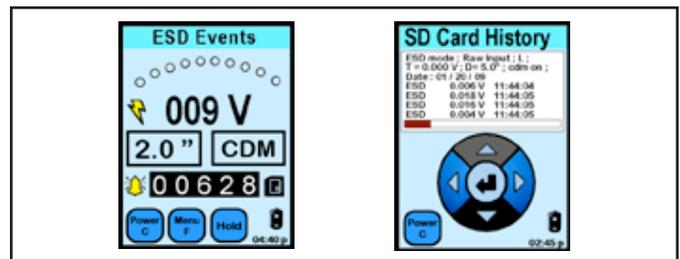 ESD Events
009 V
2.0 "
CDM
00628
Power
C
Menu
F
Hold
04:40 p
SD Card History
ESD mode ; Raw Input ; L ;
T = 0.000 V ; D= 5.0" ; cdm on ;
Date : 01 / 20 / 09
ESD 0.006 V 11:44:04
ESD 0.018 V 11:44:05
ESD 0.016 V 11:44:05
ESD 0.004 V 11:44:05
Power
C
02:45 p